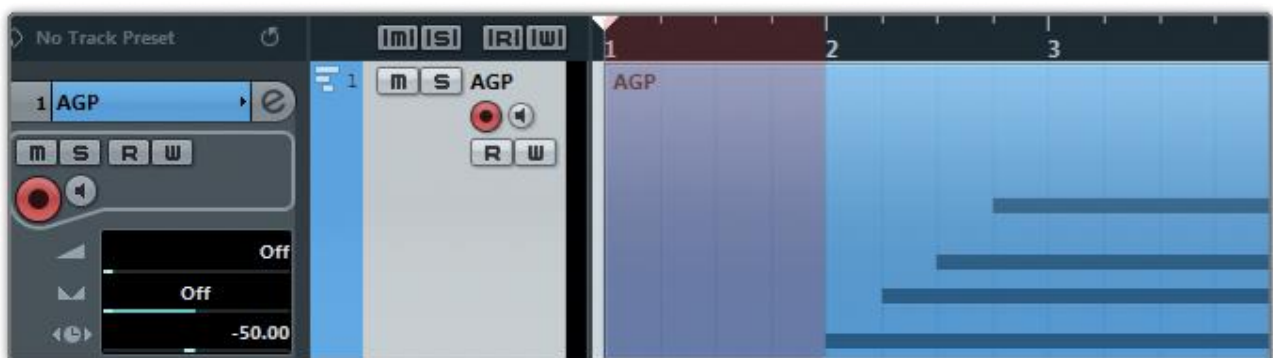 No Track Preset
m s R w
1 2 3
1 AGP e
1 m s AGP
AGP
m s R w
R w
Off
Off
-50.00